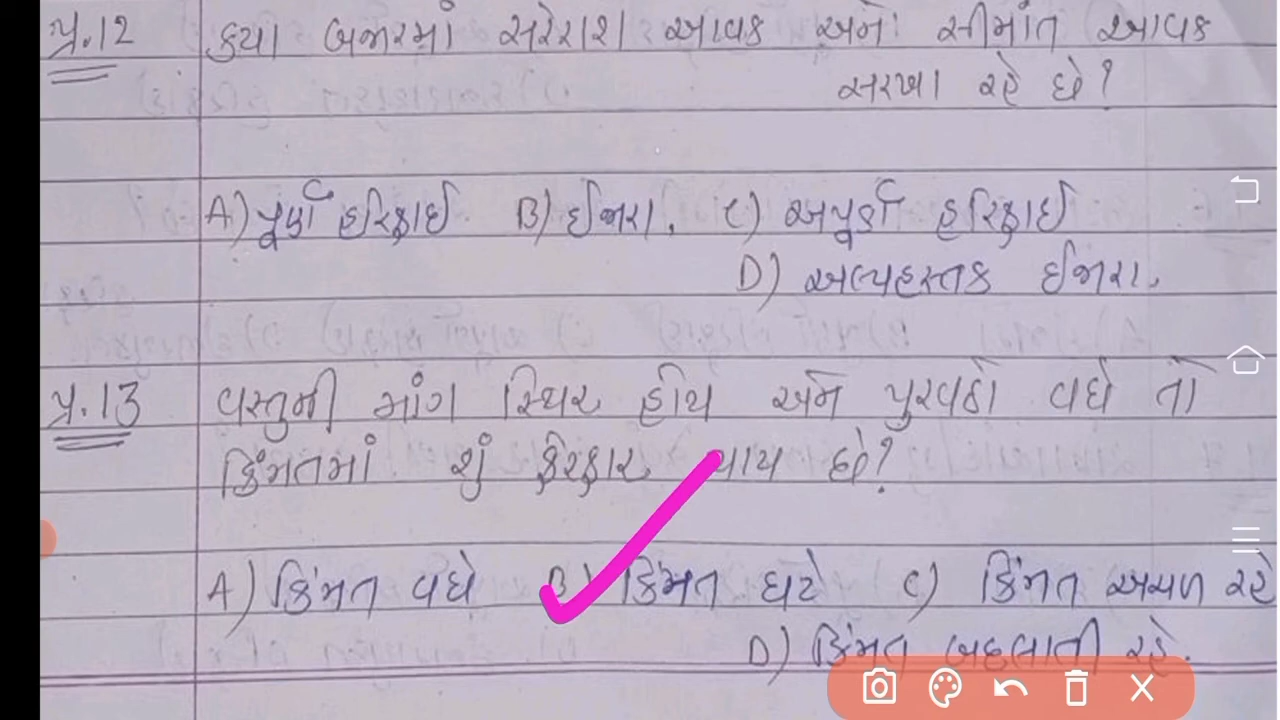 પ્ર.12 કયા બજારમાં સરેરાશ આવક અને સીમાંત આવક
સરખા રહે છે?
A) પૂર્ણ હરિફાઈ. B) ઈજારા. C) અપૂર્ણ હરિફાઈ
D) અલ્પહસ્તક ઈજારા.
પ્ર.13 વસ્તુની માંગ સ્થિર હોય અને પુરવઠો વધે તો
કિંમતમાં શું ફેરફાર થાય છે?
A) કિંમત વધે B) કિંમત ઘટે C) કિંમત અચળ રહે
D) કિંમત બદલાતી રહે.